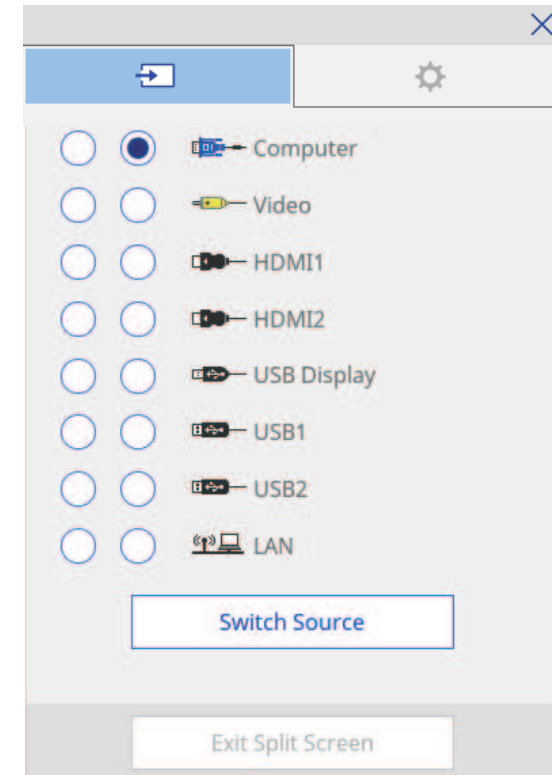 Computer
Video
HDMI1
HDMI2
USB Display
USB1
USB2
LAN
Switch Source
Exit Split Screen